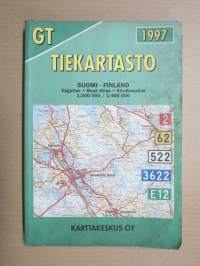 GT
1997
TIEKARTASTO
SUOMI - FINLAND
Vägatlas • Road Atlas • Straßenatlas
1:200 000 / 1:400 000
2
62
522
3622
E12
KARTTAKESKUS OY